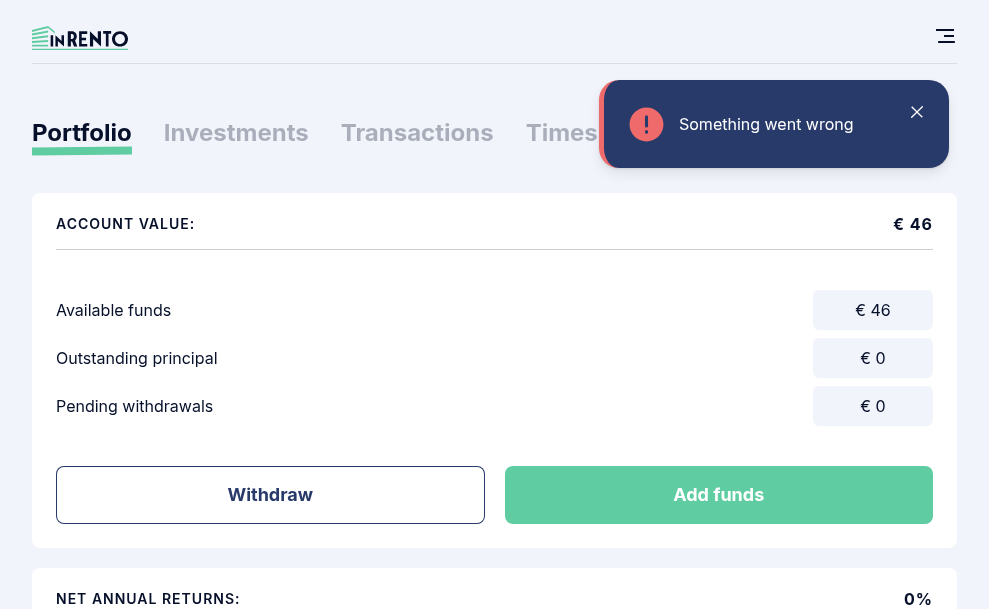 inRENTO
Something went wrong
Portfolio Investments Transactions Times
ACCOUNT VALUE: € 46
Available funds € 46
Outstanding principal € 0
Pending withdrawals € 0
Withdraw Add funds
NET ANNUAL RETURNS: 0%